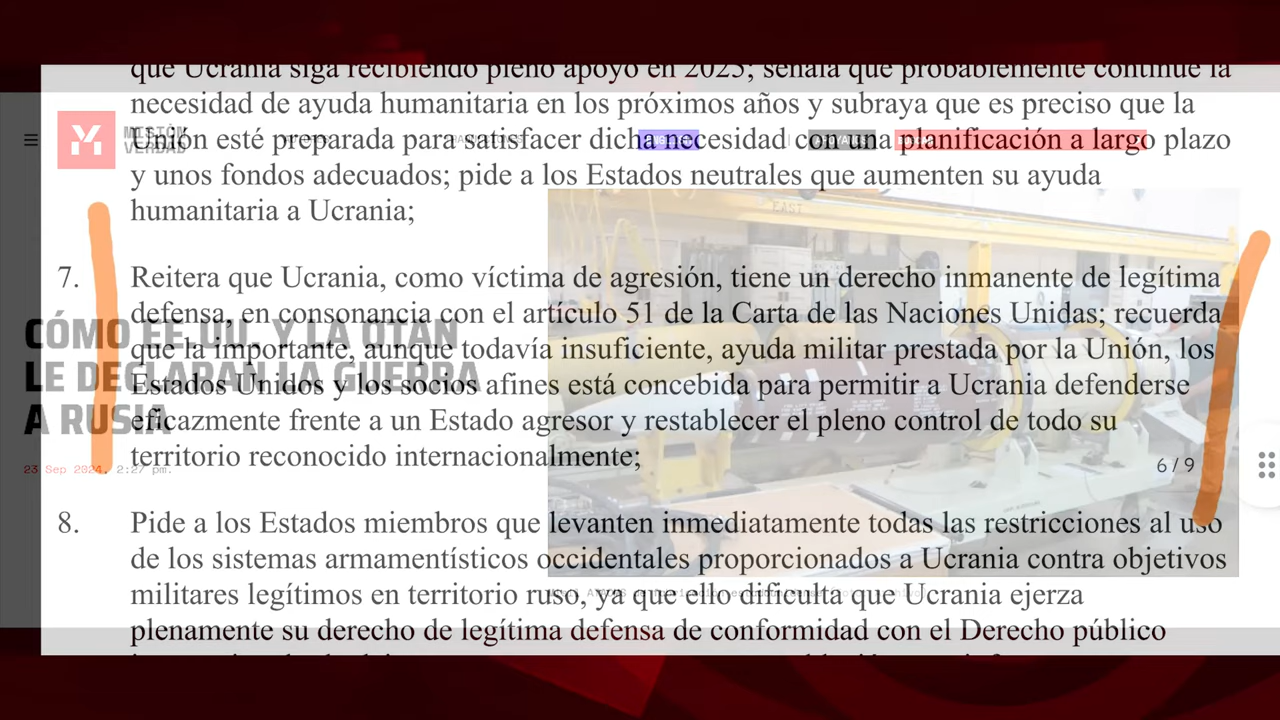 que Ucrania siga recibiendo pleno apoyo en 2025; señala que probablemente continúe la
necesidad de ayuda humanitaria en los próximos años y subraya que es preciso que la
Unión esté preparada para satisfacer dicha necesidad con una planificación a largo plazo
y unos fondos adecuados; pide a los Estados neutrales que aumenten su ayuda
humanitaria a Ucrania;
MISIÓN
VERDAD
EAST
7. Reitera que Ucrania, como víctima de agresión, tiene un derecho inmanente de legítima
defensa, en consonancia con el artículo 51 de la Carta de las Naciones Unidas; recuerda
que la importante, aunque todavía insuficiente, ayuda militar prestada por la Unión, los
Estados Unidos y los socios afines está concebida para permitir a Ucrania defenderse
eficazmente frente a un Estado agresor y restablecer el pleno control de todo su
territorio reconocido internacionalmente;
CÓMO EE.UU. Y LA OTAN
LE DECLARAN LA GUERRA
A RUSIA
23 Sep 2024, 2:27 pm.
6 / 9
8. Pide a los Estados miembros que levanten inmediatamente todas las restricciones al uso
de los sistemas armamentísticos occidentales proporcionados a Ucrania contra objetivos
militares legítimos en territorio ruso, ya que ello dificulta que Ucrania ejerza
plenamente su derecho de legítima defensa de conformidad con el Derecho público